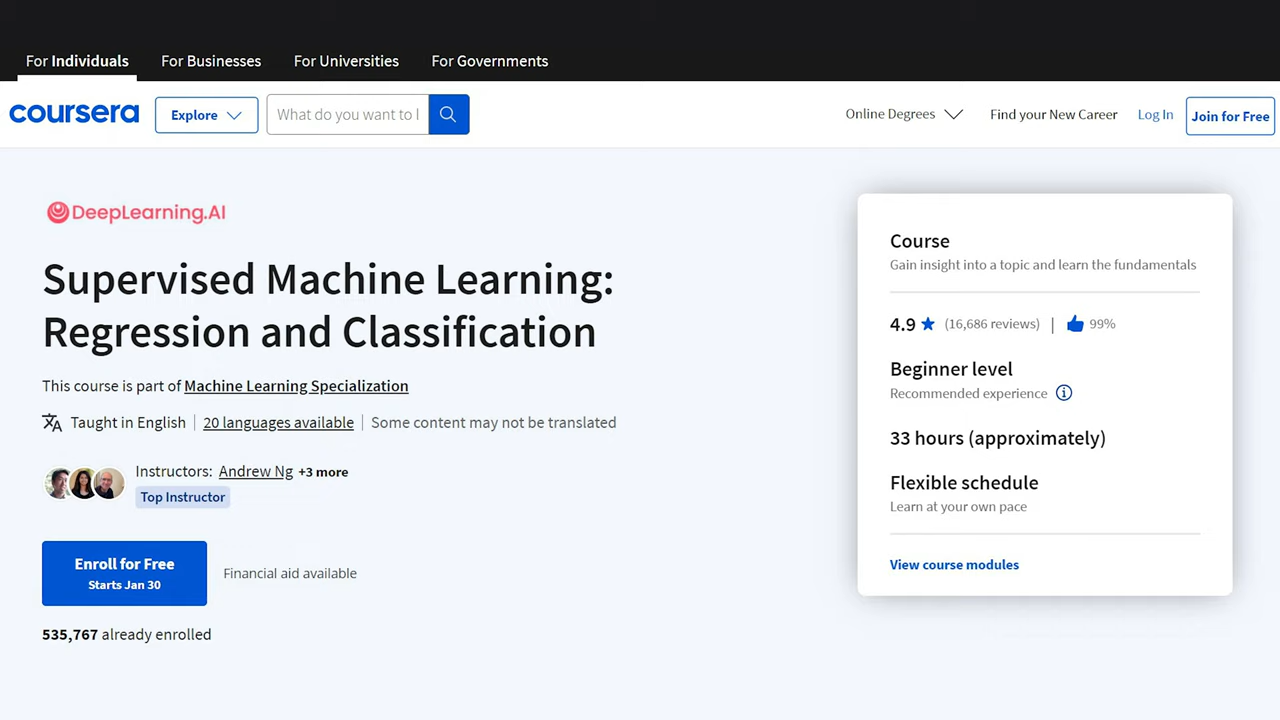 For Individuals For Businesses For Universities For Governments
coursera Explore What do you want to l Online Degrees Find your New Career Log In Join for Free
DeepLearning.AI
Supervised Machine Learning:
Regression and Classification
This course is part of Machine Learning Specialization
Taught in English | 20 languages available | Some content may not be translated
Instructors: Andrew Ng +3 more
Top Instructor
Enroll for Free
Starts Jan 30
Financial aid available
535,767 already enrolled
Course
Gain insight into a topic and learn the fundamentals
4.9 ★ (16,686 reviews) | 99%
Beginner level
Recommended experience
33 hours (approximately)
Flexible schedule
Learn at your own pace
View course modules